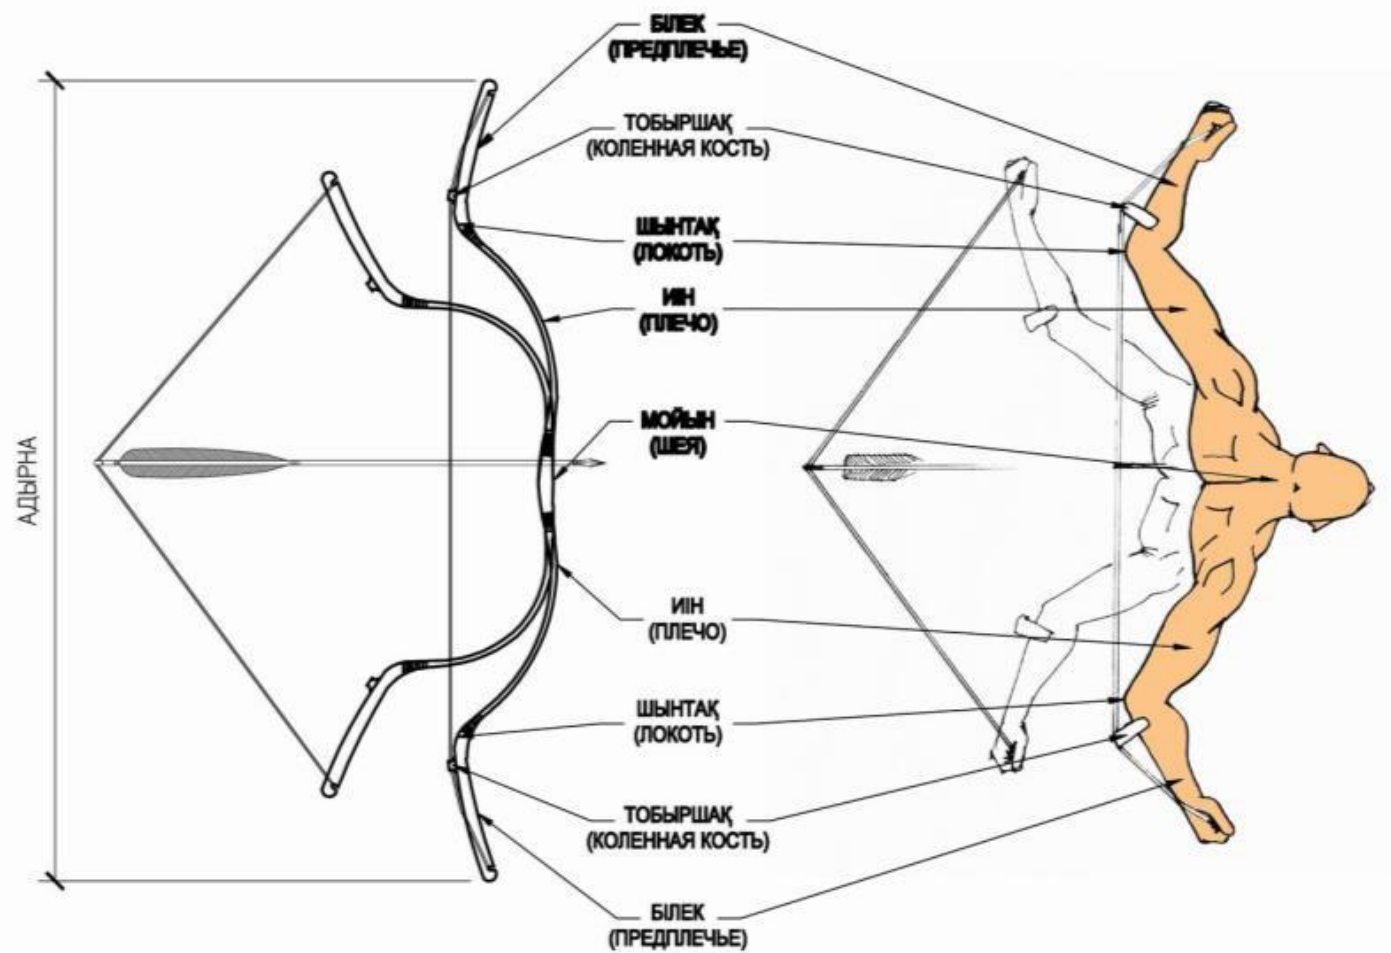 БІЛЕК
(ПРЕДПЛЕЧЬЕ)
ТОБЫРШАҚ
(КОЛЕННАЯ КОСТЬ)
ШЫНТАҚ
(ЛОКОТЬ)
ИІН
(ПЛЕЧО)
МОЙЫН
(ШЕЯ)
АДЫРНА
ИІН
(ПЛЕЧО)
ШЫНТАҚ
(ЛОКОТЬ)
ТОБЫРШАҚ
(КОЛЕННАЯ КОСТЬ)
БІЛЕК
(ПРЕДПЛЕЧЬЕ)